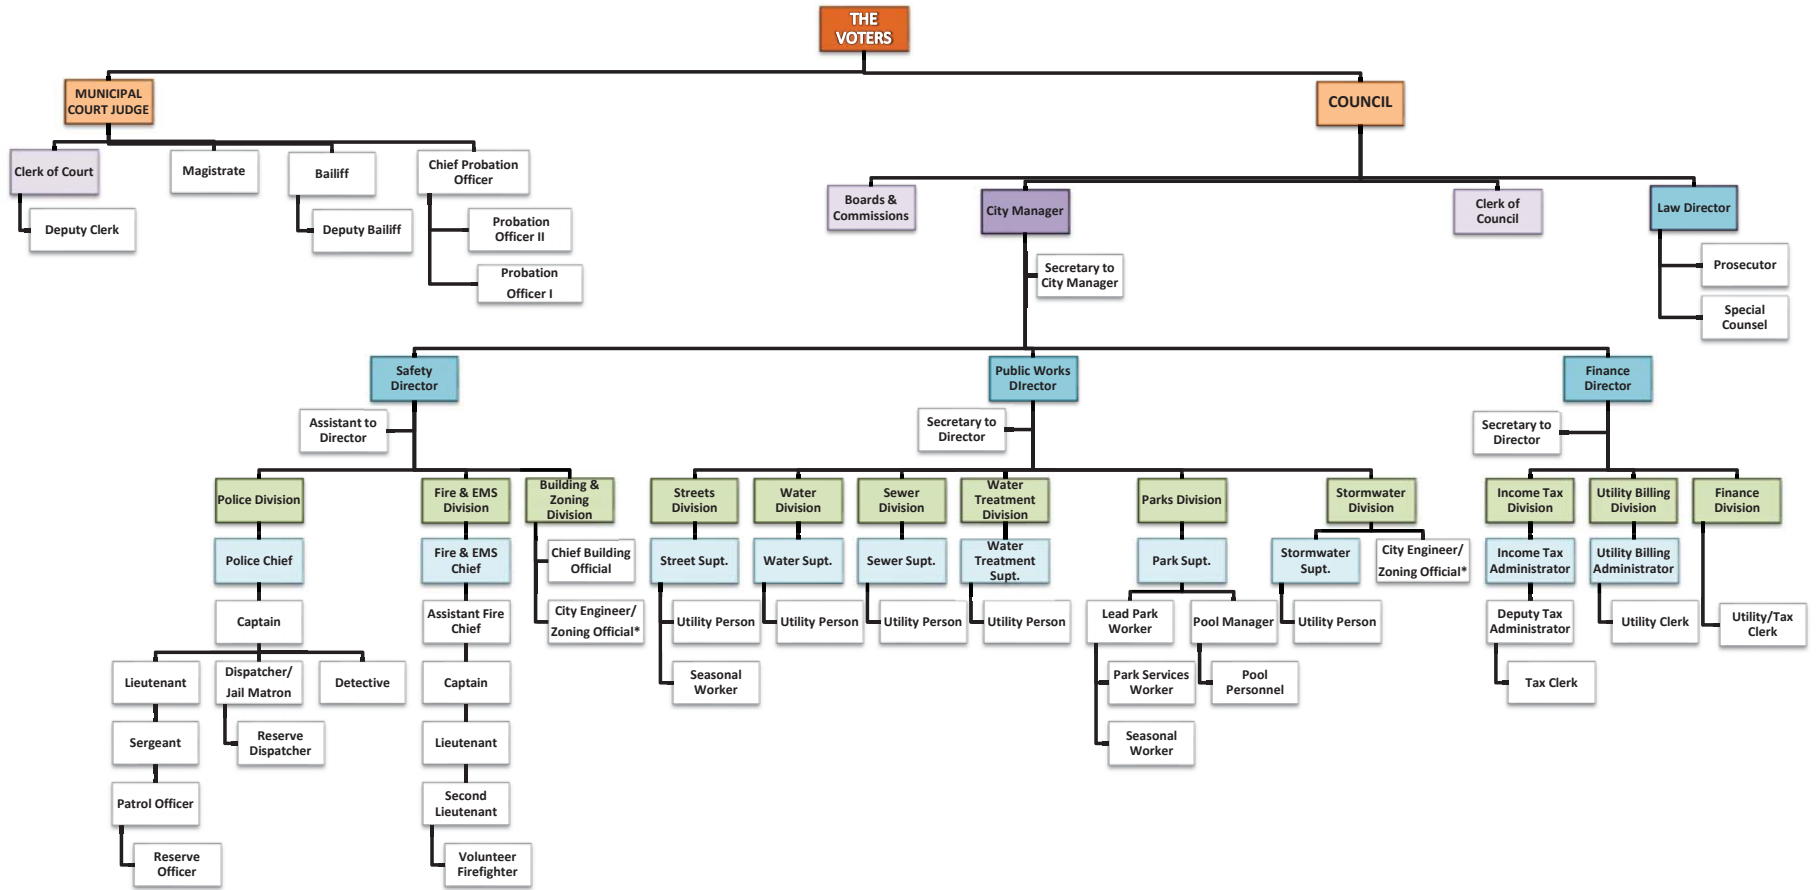 THE
VOTERS
MUNICIPAL
COURT JUDGE
COUNCIL
Clerk of Court
Magistrate
Bailiff
Chief Probation
Officer
Deputy Clerk
Deputy Bailiff
Probation
Officer II
Probation
Officer I
Boards &
Commissions
City Manager
Clerk of
Council
Law Director
Secretary to
City Manager
Prosecutor
Special
Counsel
Safety
Director
Public Works
DIrector
Finance
Director
Assistant to
Director
Secretary to
Director
Secretary to
Director
Police Division
Fire & EMS
Division
Building &
Zoning
Division
Streets
Division
Water
Division
Sewer
Division
Water
Treatment
Division
Parks Division
Stormwater
Division
Income Tax
Division
Utility Billing
Division
Finance
Division
Police Chief
Fire & EMS
Chief
Chief Building
Official
Street Supt.
Water Supt.
Sewer Supt.
Water
Treatment
Supt.
Park Supt.
Stormwater
Supt.
City Engineer/
Zoning Official*
Income Tax
Administrator
Utility Billing
Administrator
Captain
Assistant Fire
Chief
City Engineer/
Zoning Official*
Utility Person
Utility Person
Utility Person
Utility Person
Lead Park
Worker
Pool Manager
Utility Person
Deputy Tax
Administrator
Utility Clerk
Utility/Tax
Clerk
Lieutenant
Dispatcher/
Jail Matron
Detective
Captain
Seasonal
Worker
Park Services
Worker
Pool
Personnel
Tax Clerk
Sergeant
Reserve
Dispatcher
Lieutenant
Seasonal
Worker
Patrol Officer
Second
Lieutenant
Reserve
Officer
Volunteer
Firefighter